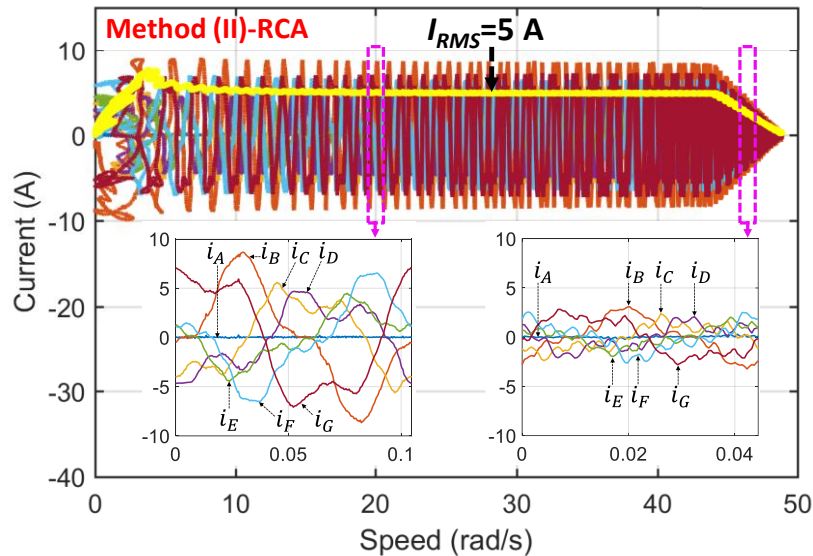 Method (II)-RCA
I_RMS=5 A
Current (A)
10
0
-10
-20
-30
-40
0
10
20
30
40
50
Speed (rad/s)
10
5
0
-5
-10
0
0.05
0.1
i_A
i_B
i_C
i_D
i_E
i_F
i_G
10
5
0
-5
-10
0
0.02
0.04
i_A
i_B
i_C
i_D
i_E
i_F
i_G